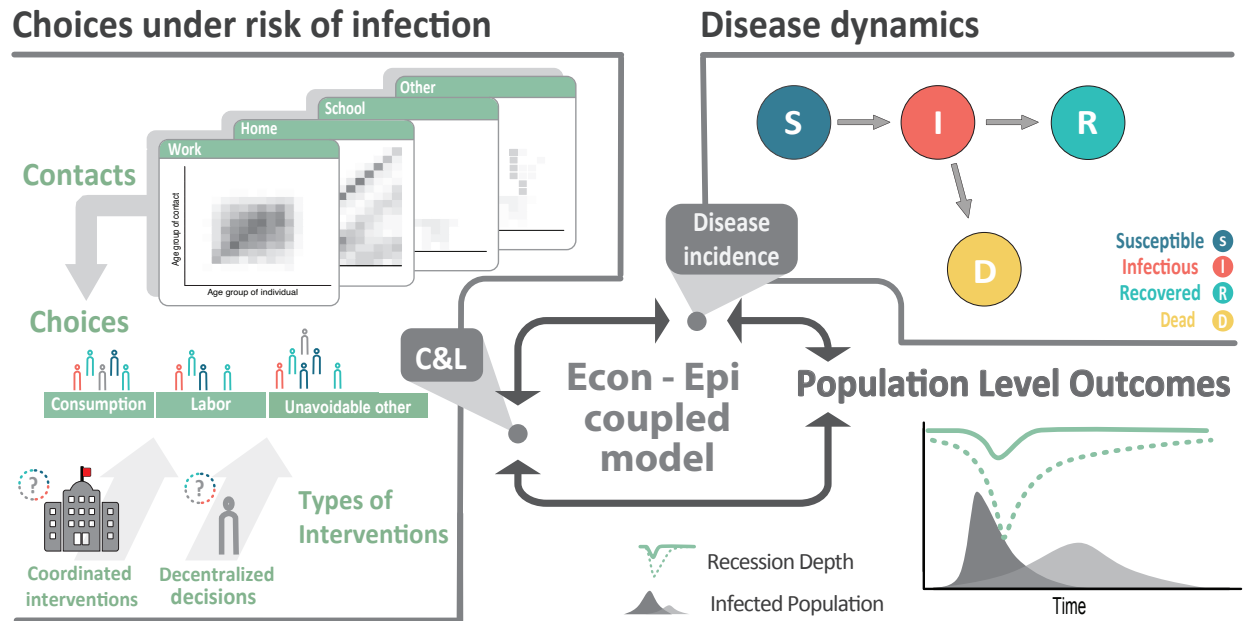 Choices under risk of infection
Contacts
Other
School
Home
Work
Age group of contact
Age group of individual
Choices
Consumption
Labor
Unavoidable other
?
?
Types of
Interventions
Coordinated
interventions
Decentralized
decisions
C&L
Disease
incidence
Econ - Epi
coupled
model
Disease dynamics
S
I
R
D
Susceptible S
Infectious I
Recovered R
Dead D
Population Level Outcomes
Time
Recession Depth
Infected Population